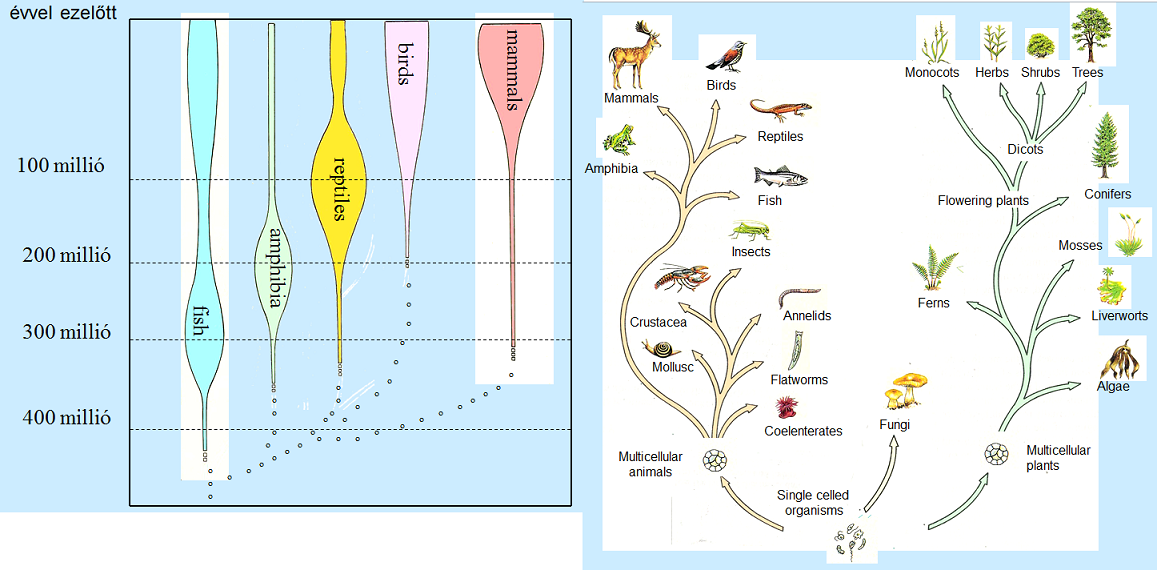 évvel ezelőtt
fish
amphibia
reptiles
birds
mammals
100 millió
200 millió
300 millió
400 millió
Mammals
Birds
Reptiles
Amphibia
Fish
Insects
Crustacea
Annelids
Mollusc
Flatworms
Coelenterates
Multicellular
animals
Single celled
organisms
Fungi
Monocots
Herbs
Shrubs
Trees
Dicots
Flowering plants
Conifers
Mosses
Ferns
Liverworts
Algae
Multicellular
plants